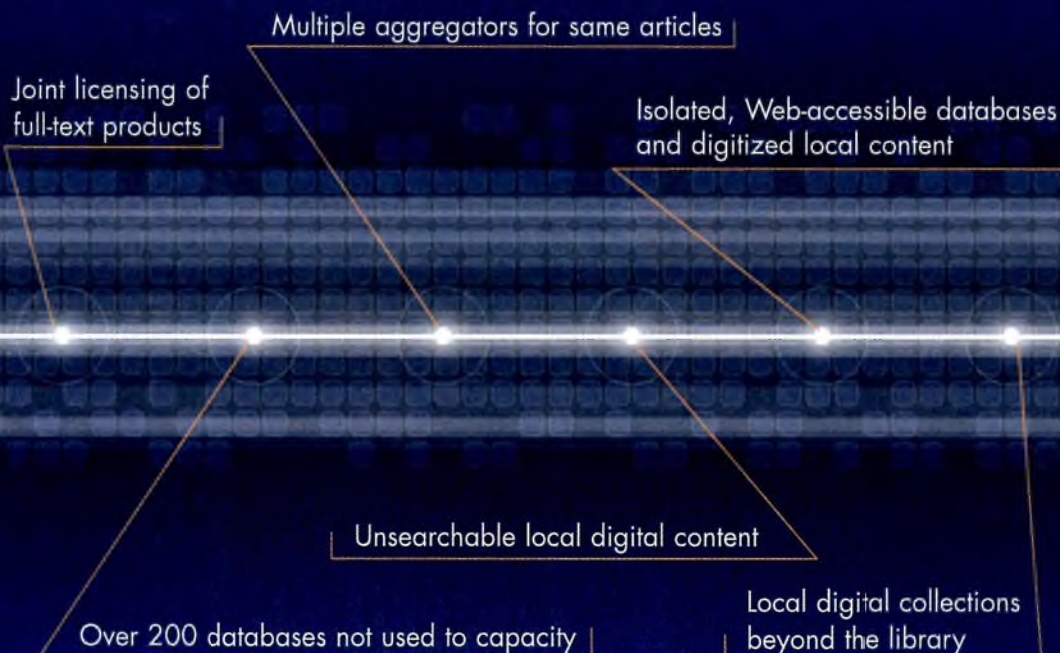 Multiple aggregators for same articles
Joint licensing of
full-text products
Isolated, Web-accessible databases
and digitized local content
Unsearchable local digital content
Over 200 databases not used to capacity
Local digital collections
beyond the library